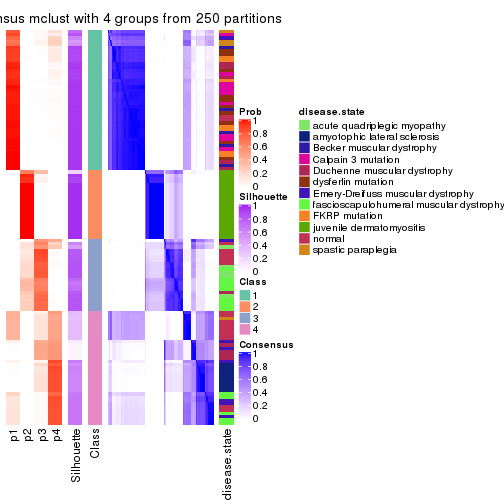 nsus mclust with 4 groups from 250 partitions
Prob
1
0.8
0.6
0.4
0.2
0
Silhouette
1
0.8
0.6
0.4
0.2
0
Class
1
2
3
4
Consensus
1
0.8
0.6
0.4
0.2
0
disease.state
acute quadriplegic myopathy
amyotophic lateral sclerosis
Becker muscular dystrophy
Calpain 3 mutation
Duchenne muscular dystrophy
dysferlin mutation
Emery-Dreifuss muscular dystrophy
fascioscapulohumeral muscular dystrophy
FKRP mutation
juvenile dermatomyositis
normal
spastic paraplegia
p1
p2
p3
p4
Silhouette
Class
disease.state